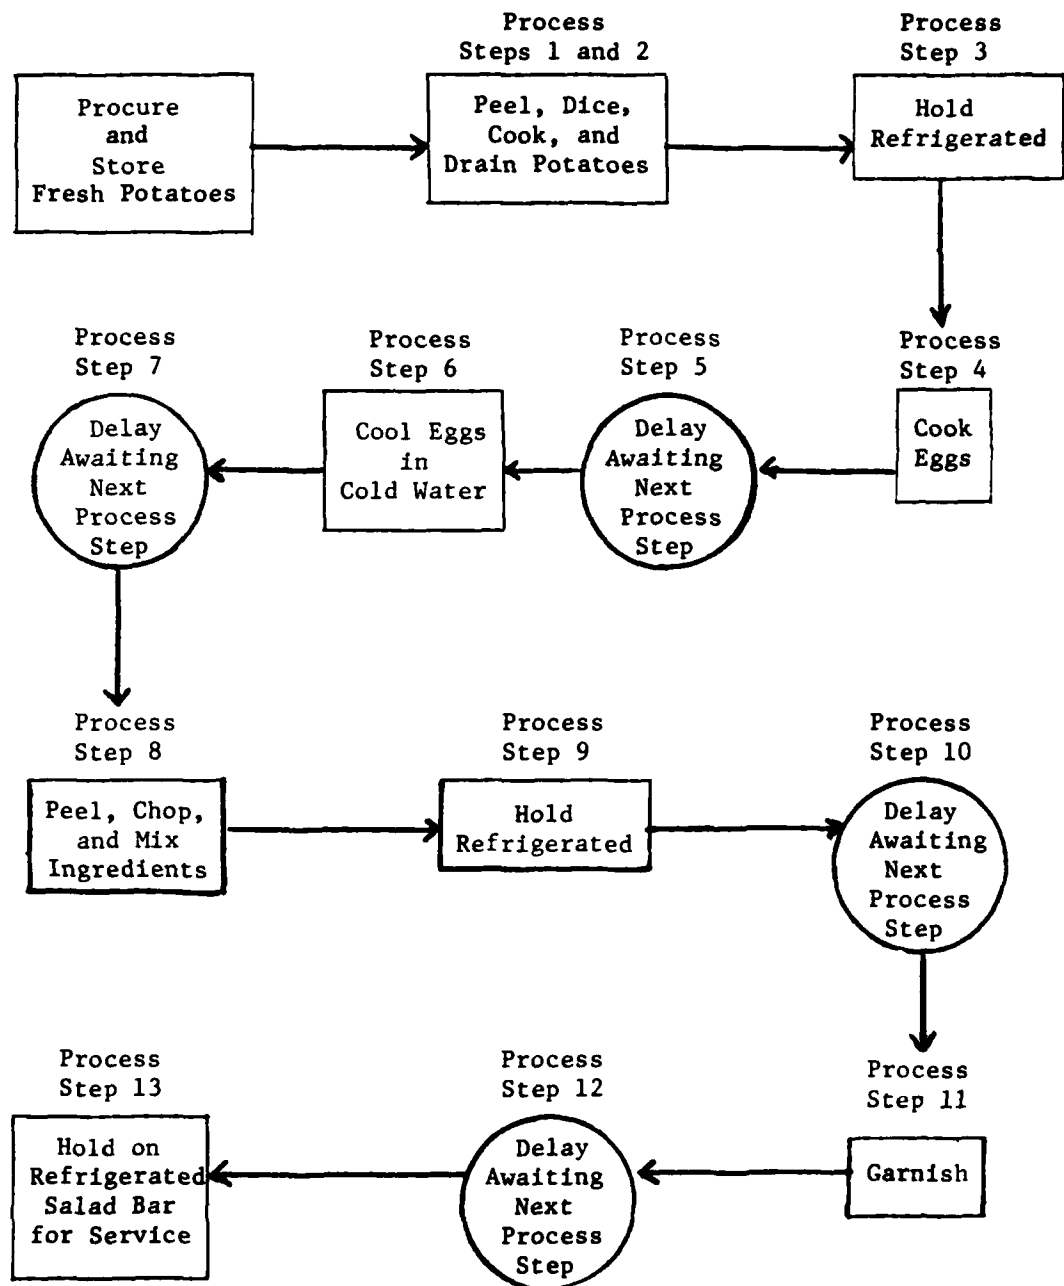 Procure
and
Store
Fresh Potatoes
Process
Steps 1 and 2
Peel, Dice,
Cook, and
Drain Potatoes
Process
Step 3
Hold
Refrigerated
Process
Step 4
Cook
Eggs
Process
Step 5
Delay
Awaiting
Next
Process
Step
Process
Step 6
Cool Eggs
in
Cold Water
Process
Step 7
Delay
Awaiting
Next
Process
Step
Process
Step 8
Peel, Chop,
and Mix
Ingredients
Process
Step 9
Hold
Refrigerated
Process
Step 10
Delay
Awaiting
Next
Process
Step
Process
Step 11
Garnish
Process
Step 12
Delay
Awaiting
Next
Process
Step
Process
Step 13
Hold on
Refrigerated
Salad Bar
for Service